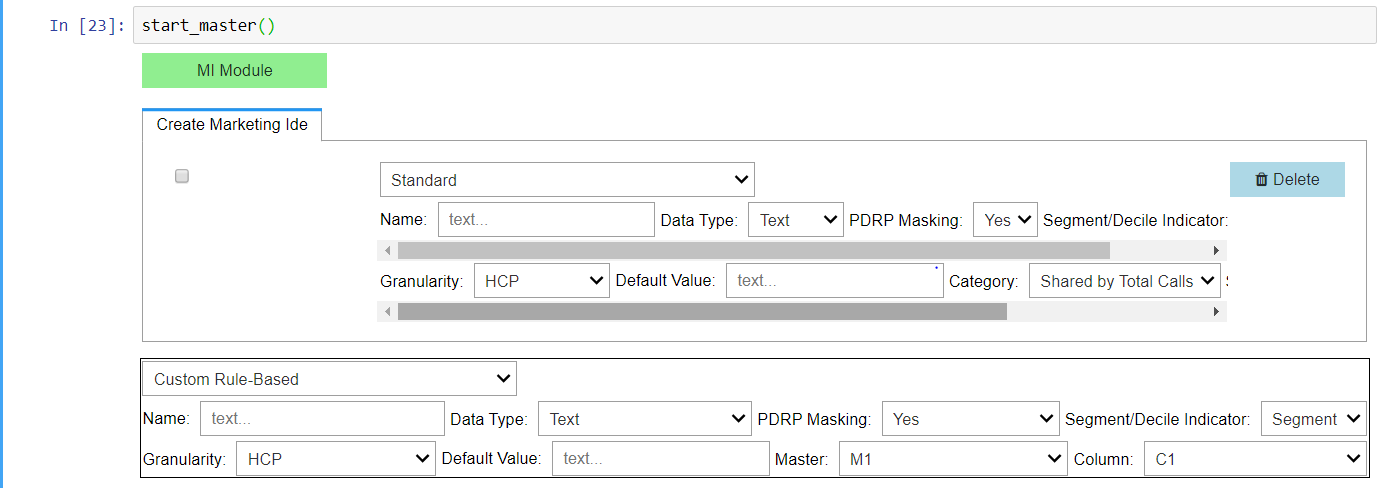 In [23]: start_master()
MI Module
Create Marketing Ide
Standard
Delete
Name: text... Data Type: Text PDRP Masking: Yes Segment/Decile Indicator:
Granularity: HCP Default Value: text... Category: Shared by Total Calls
Custom Rule-Based
Name: text... Data Type: Text PDRP Masking: Yes Segment/Decile Indicator: Segment
Granularity: HCP Default Value: text... Master: M1 Column: C1